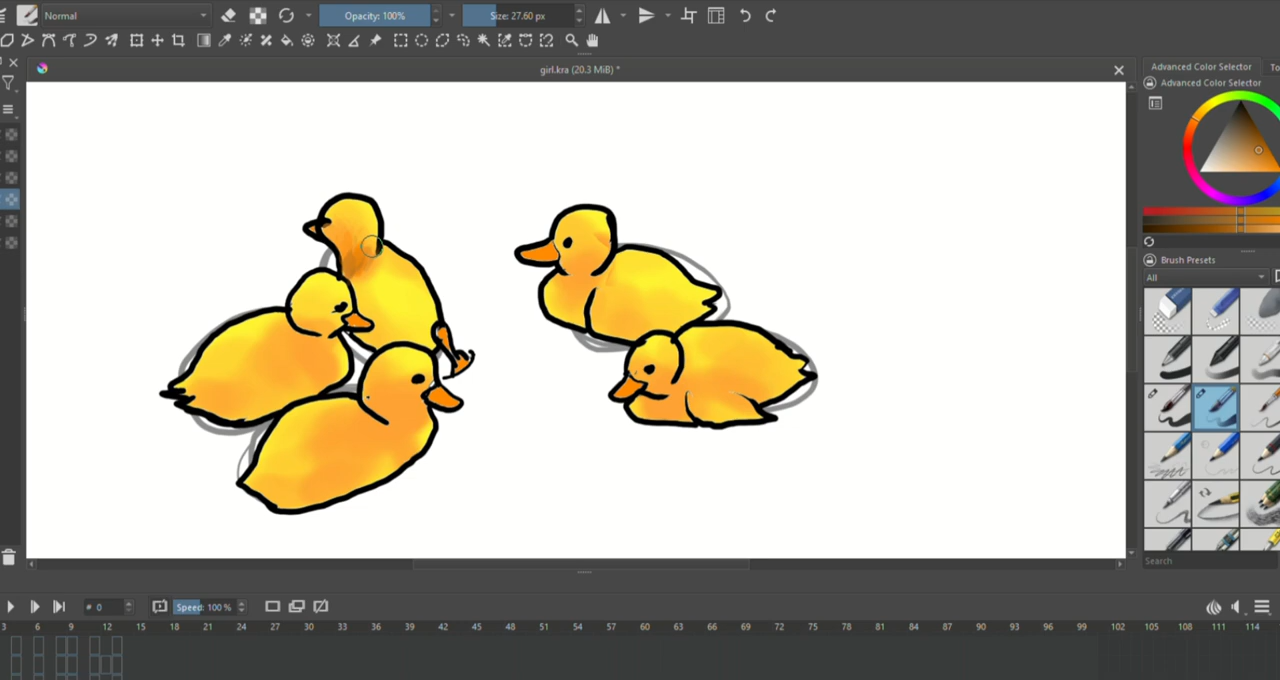 Normal
Opacity: 100%
Size: 27.60 px
girl.kra (20.3 MiB) *
Advanced Color Selector
To
Advanced Color Selector
Brush Presets
All
Search
# 0
Speed: 100 %
3 6 9 12 15 18 21 24 27 30 33 36 39 42 45 48 51 54 57 60 63 66 69 72 75 78 81 84 87 90 93 96 99 102 105 108 111 114